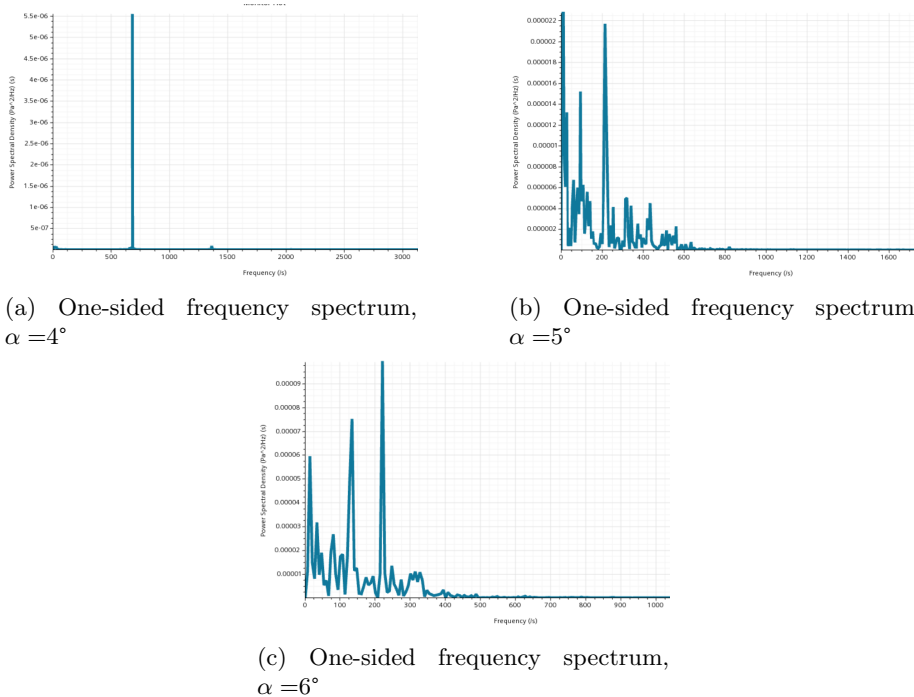 5.5e-06
5e-06
4.5e-06
4e-06
3.5e-06
3e-06
2.5e-06
2e-06
1.5e-06
1e-06
5e-07
Power Spectral Density (Pa^2/Hz) (s)
0 500 1000 1500 2000 2500 3000
Frequency (/s)
(a) One-sided frequency spectrum,
α =4°
0.000022
0.00002
0.000018
0.000016
0.000014
0.000012
0.00001
0.000008
0.000006
0.000004
0.000002
Power Spectral Density (Pa^2/Hz) (s)
0 200 400 600 800 1000 1200 1400 1600
Frequency (/s)
(b) One-sided frequency spectrum
α =5°
0.00009
0.00008
0.00007
0.00006
0.00005
0.00004
0.00003
0.00002
0.00001
Power Spectral Density (Pa^2/Hz) (s)
0 100 200 300 400 500 600 700 800 900 1000
Frequency (/s)
(c) One-sided frequency spectrum,
α =6°